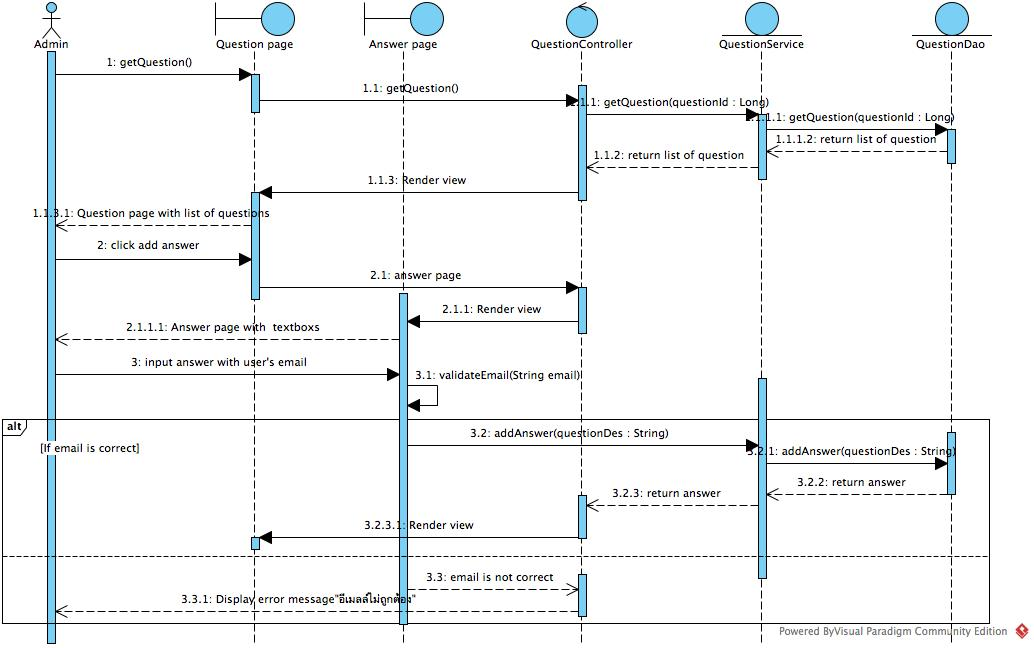 Admin
Question page
Answer page
QuestionController
QuestionService
QuestionDao
1: getQuestion()
1.1: getQuestion()
1.1.1: getQuestion(questionId : Long)
1.1.1.1: getQuestion(questionId : Long)
1.1.1.2: return list of question
1.1.2: return list of question
1.1.3: Render view
1.1.3.1: Question page with list of questions
2: click add answer
2.1: answer page
2.1.1: Render view
2.1.1.1: Answer page with  textboxs
3: input answer with user's email
3.1: validateEmail(String email)
alt
[If email is correct]
3.2: addAnswer(questionDes : String)
3.2.1: addAnswer(questionDes : String)
3.2.2: return answer
3.2.3: return answer
3.2.3.1: Render view
3.3: email is not correct
3.3.1: Display error message"อีเมลล์ไม่ถูกต้อง"
Powered ByVisual Paradigm Community Edition